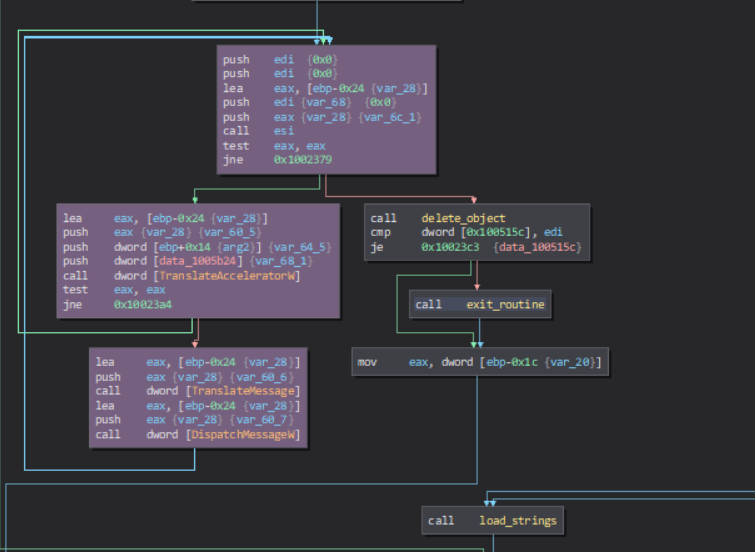 push edi {0x0}
push edi {0x0}
lea eax, [ebp-0x24 {var_28}]
push edi {var_68} {0x0}
push eax {var_28} {var_6c_1}
call esi
test eax, eax
jne 0x1002379
lea eax, [ebp-0x24 {var_28}]
push eax {var_28} {var_60_5}
push dword [ebp+0x14 {arg2}] {var_64_5}
push dword [data_1005b24] {var_68_1}
call dword [TranslateAcceleratorW]
test eax, eax
jne 0x10023a4
call delete_object
cmp dword [0x100515c], edi
je 0x10023c3 {data_100515c}
call exit_routine
lea eax, [ebp-0x24 {var_28}]
push eax {var_28} {var_60_6}
call dword [TranslateMessage]
lea eax, [ebp-0x24 {var_28}]
push eax {var_28} {var_60_7}
call dword [DispatchMessageW]
mov eax, dword [ebp-0x1c {var_20}]
call load_strings